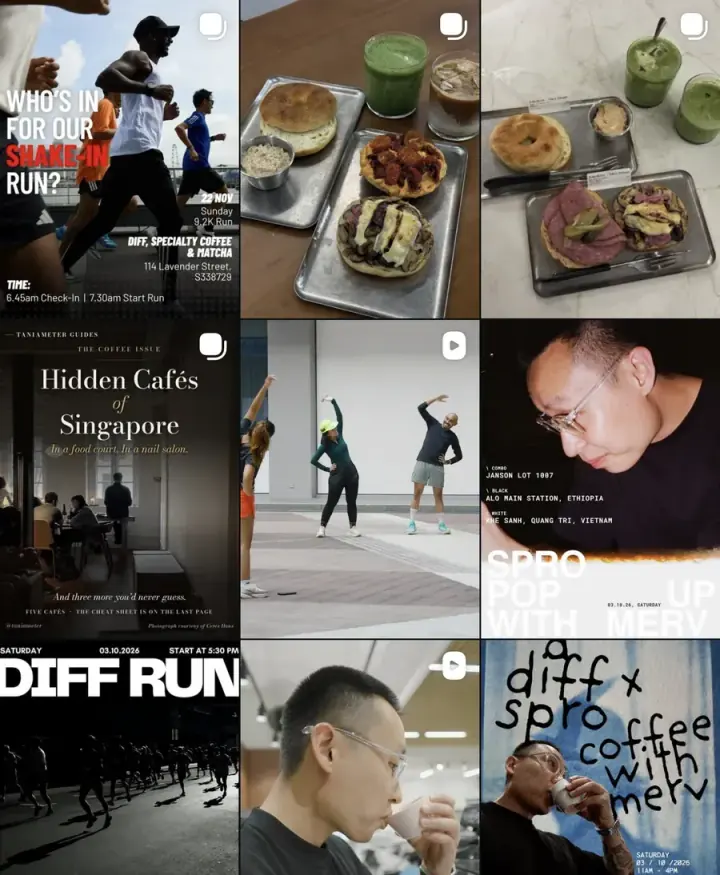 WHO'S IN
FOR OUR
SHAKE-IN
RUN?
22 NOV
Sunday
9.2K Run
DIFF, SPECIALTY COFFEE
& MATCHA
114 Lavender Street,
S338729
TIME:
6.45am Check-In | 7.30am Start Run
— TANIAMETER GUIDES
THE COFFEE ISSUE
Hidden Cafés
of
Singapore
In a food court. In a nail salon.
And three more you'd never guess.
FIVE CAFÉS · THE CHEAT SHEET IS ON THE LAST PAGE
@taniameter
Photograph courtesy of
\ COMBO
JANSON LOT 1087
\ BLACK
ALO MAIN STATION, ETHIOPIA
WHITE
KHE SANH, QUANG TRI, VIETNAM
SPRO
POP UP
03.10.26, SATURDAY
WITH MERV
SATURDAY 03.10.2026 START AT 5:30 PM
DIFF RUN
a
diff x
spro
coffee
with
merv
SATURDAY
03 / 10 /2026
11AM - 4PM